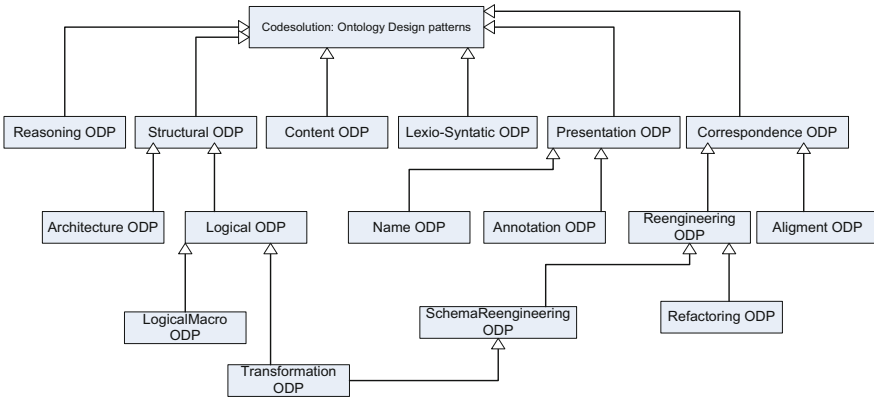 Codesolution: Ontology Design patterns
Reasoning ODP
Structural ODP
Content ODP
Lexio-Syntatic ODP
Presentation ODP
Correspondence ODP
Architecture ODP
Logical ODP
Name ODP
Annotation ODP
Reengineering
ODP
Aligment ODP
LogicalMacro
ODP
SchemaReengineering
ODP
Refactoring ODP
Transformation
ODP